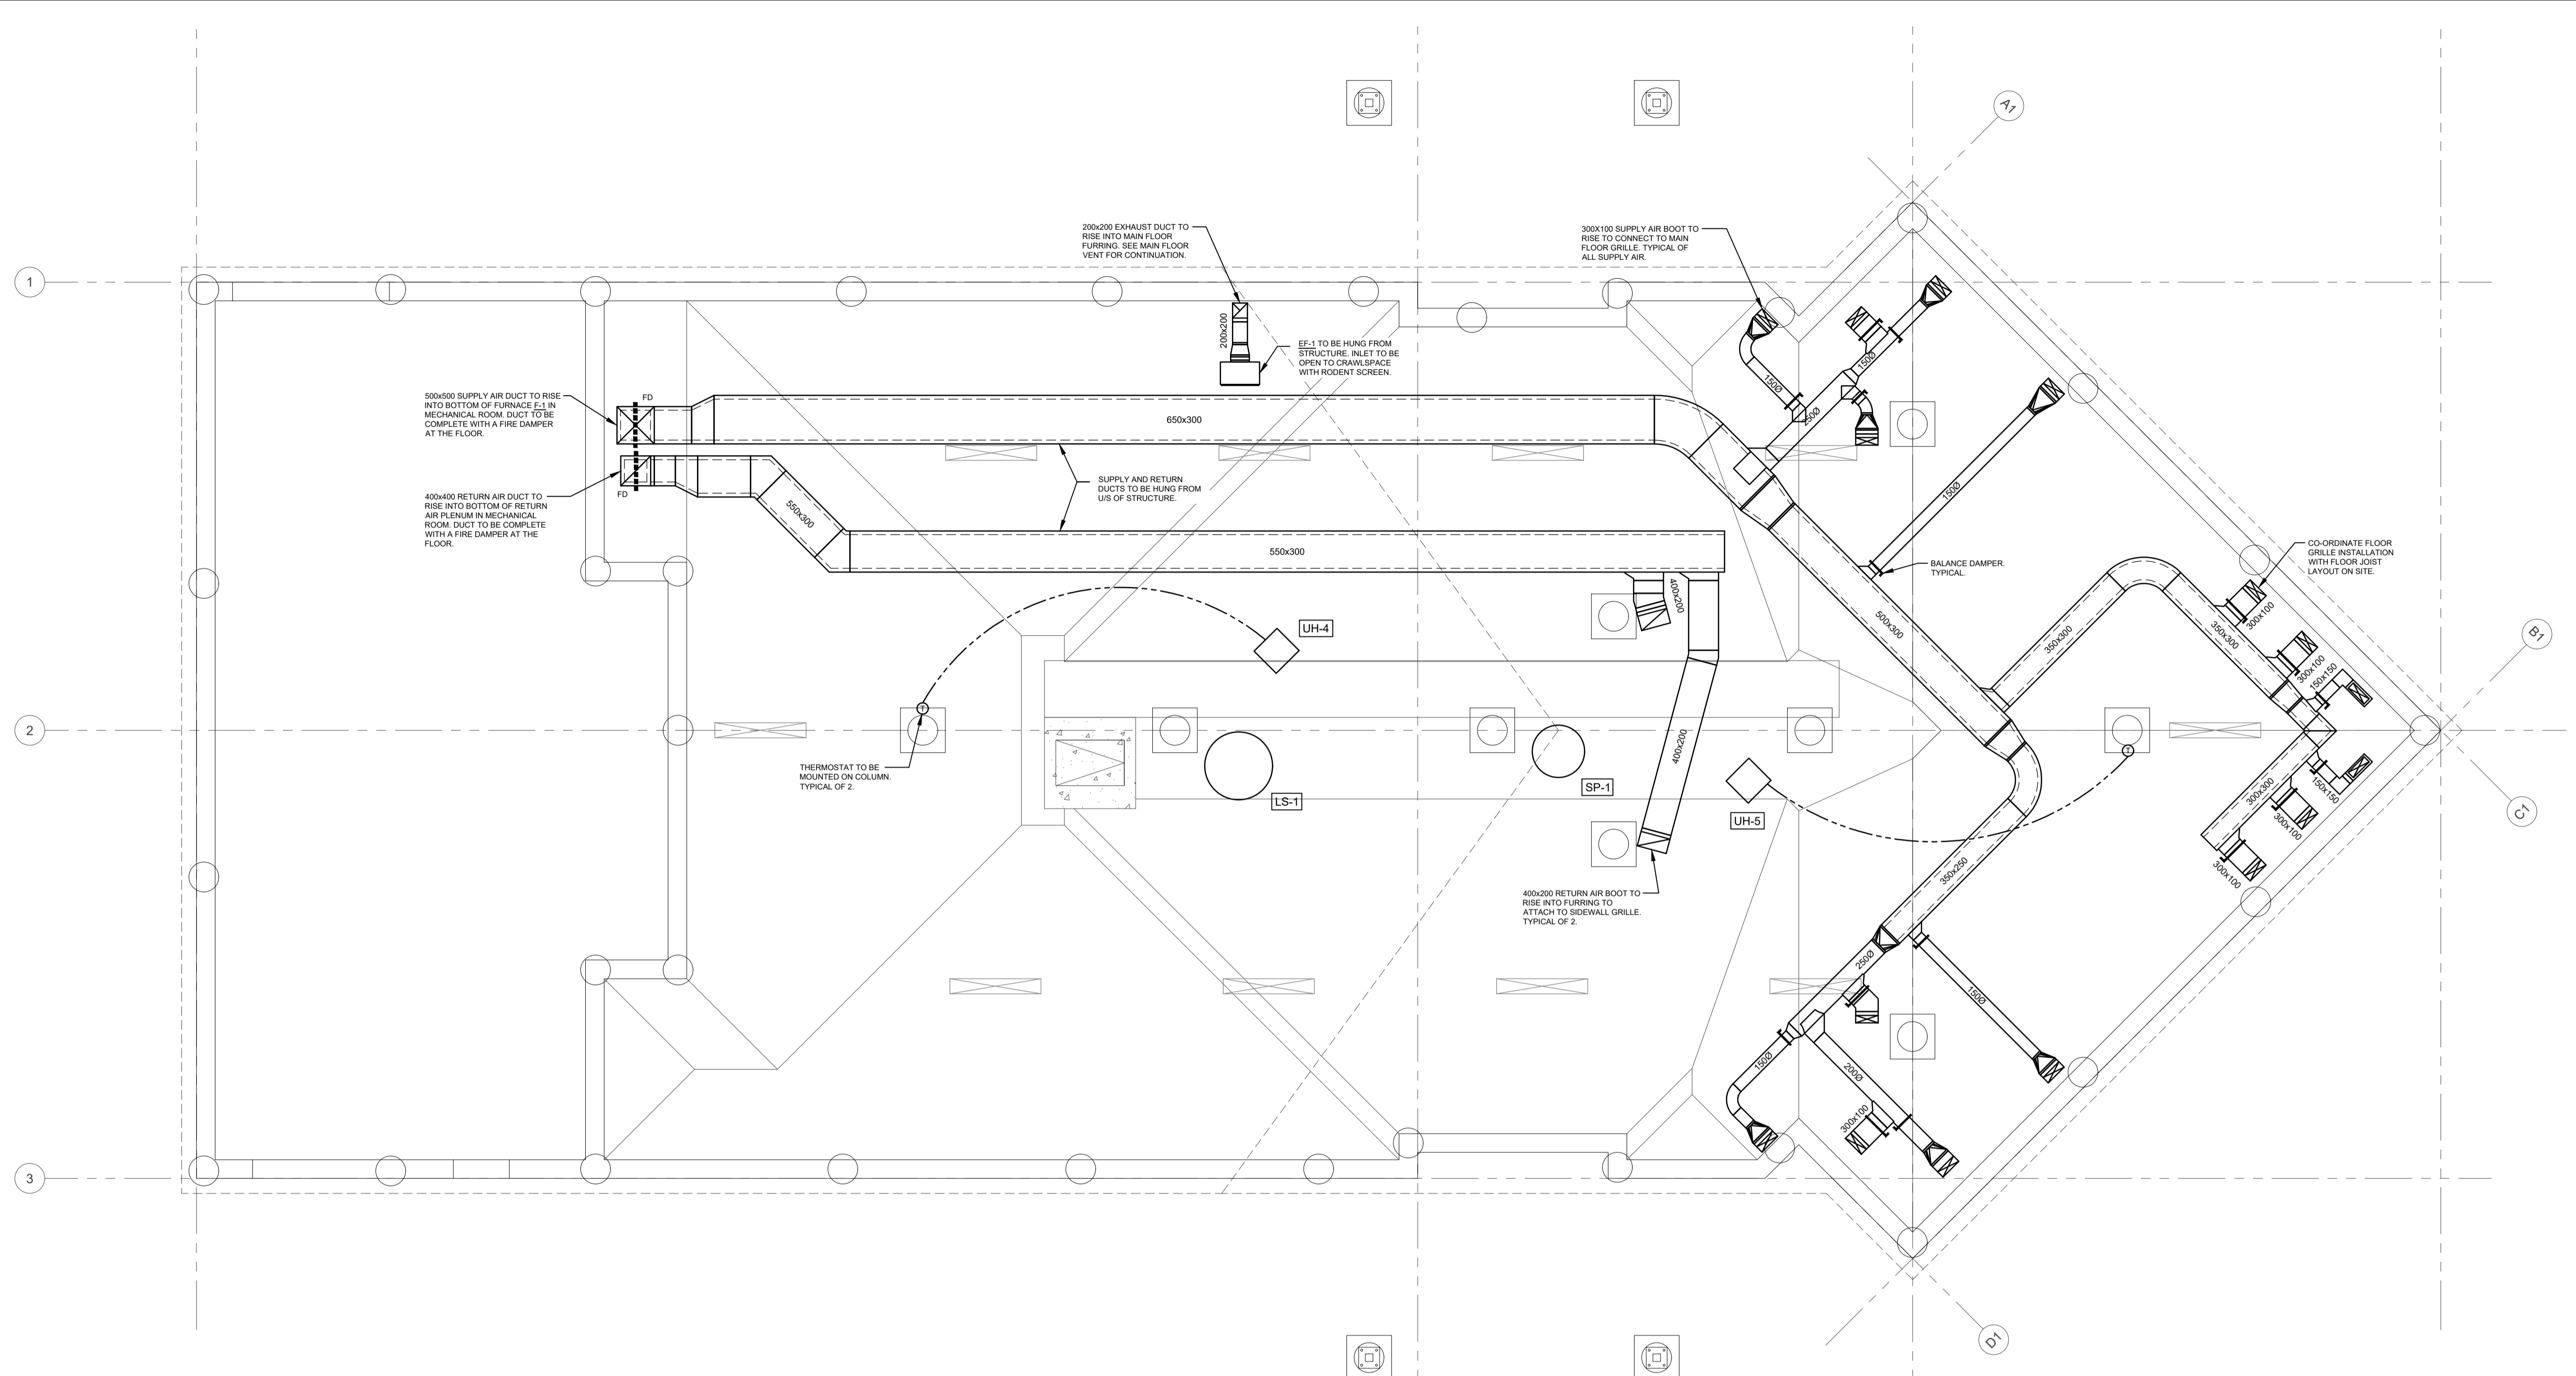 A1
200x200 EXHAUST DUCT TO
RISE INTO MAIN FLOOR
FURRING. SEE MAIN FLOOR
VENT FOR CONTINUATION.
300X100 SUPPLY AIR BOOT TO
RISE TO CONNECT TO MAIN
FLOOR GRILLE. TYPICAL OF
ALL SUPPLY AIR.
1
200x200
EF-1 TO BE HUNG FROM
STRUCTURE. INLET TO BE
OPEN TO CRAWLSPACE
WITH RODENT SCREEN.
150Ø
150Ø
250Ø
500x500 SUPPLY AIR DUCT TO RISE
INTO BOTTOM OF FURNACE F-1 IN
MECHANICAL ROOM. DUCT TO BE
COMPLETE WITH A FIRE DAMPER
AT THE FLOOR.
FD
650x300
400x400 RETURN AIR DUCT TO
RISE INTO BOTTOM OF RETURN
AIR PLENUM IN MECHANICAL
ROOM. DUCT TO BE COMPLETE
WITH A FIRE DAMPER AT THE
FLOOR.
FD
550x300
SUPPLY AND RETURN
DUCTS TO BE HUNG FROM
U/S OF STRUCTURE.
150Ø
550x300
BALANCE DAMPER.
TYPICAL.
CO-ORDINATE FLOOR
GRILLE INSTALLATION
WITH FLOOR JOIST
LAYOUT ON SITE.
400x200
UH-4
500x300
350x300
350x300
300x100
300x100
150x150
B1
2
T
400x200
T
THERMOSTAT TO BE
MOUNTED ON COLUMN.
TYPICAL OF 2.
LS-1
SP-1
UH-5
300x300
150x150
300x100
300x100
C1
350x250
400x200 RETURN AIR BOOT TO
RISE INTO FURRING TO
ATTACH TO SIDEWALL GRILLE.
TYPICAL OF 2.
250Ø
150Ø
150Ø
200Ø
300x100
3
D1